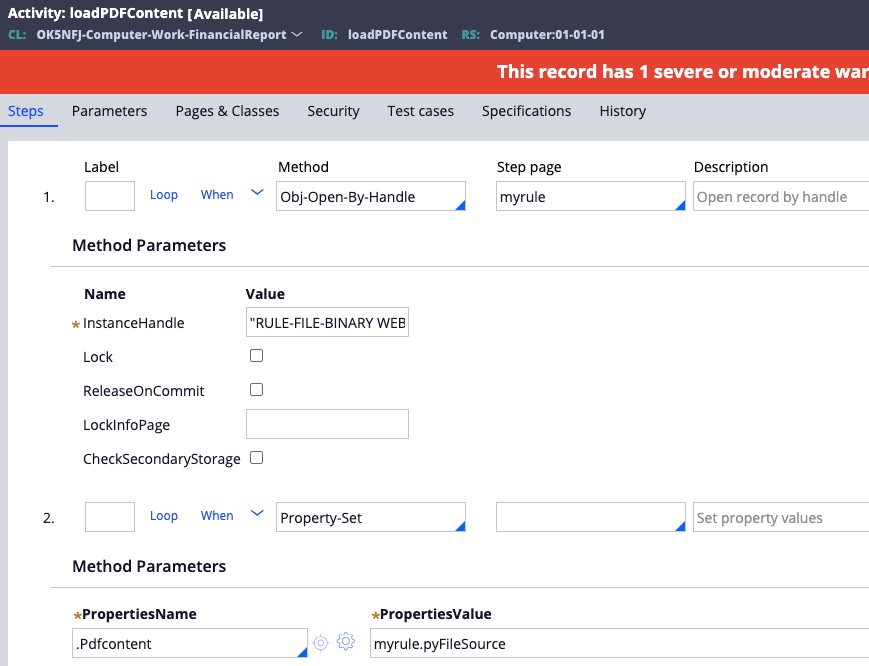 Activity: loadPDFContent [Available]
CL: OK5NFJ-Computer-Work-FinancialReport ID: loadPDFContent RS: Computer:01-01-01
This record has 1 severe or moderate war
Steps Parameters Pages & Classes Security Test cases Specifications History
Label Method Step page Description
1. Loop When Obj-Open-By-Handle myrule Open record by handle
Method Parameters
Name Value
*InstanceHandle "RULE-FILE-BINARY WEB
Lock
ReleaseOnCommit
LockInfoPage
CheckSecondaryStorage
2. Loop When Property-Set Set property values
Method Parameters
*PropertiesName *PropertiesValue
.Pdfcontent myrule.pyFileSource